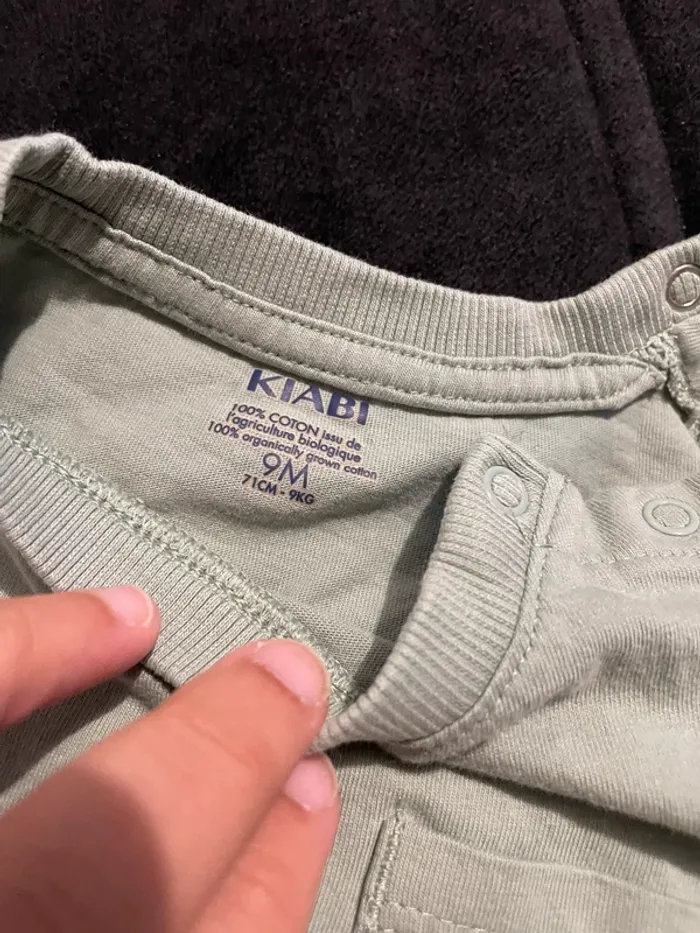 KIABI
100% COTON issu de
l'agriculture biologique
100% organically grown cotton
9M
71CM - 9KG